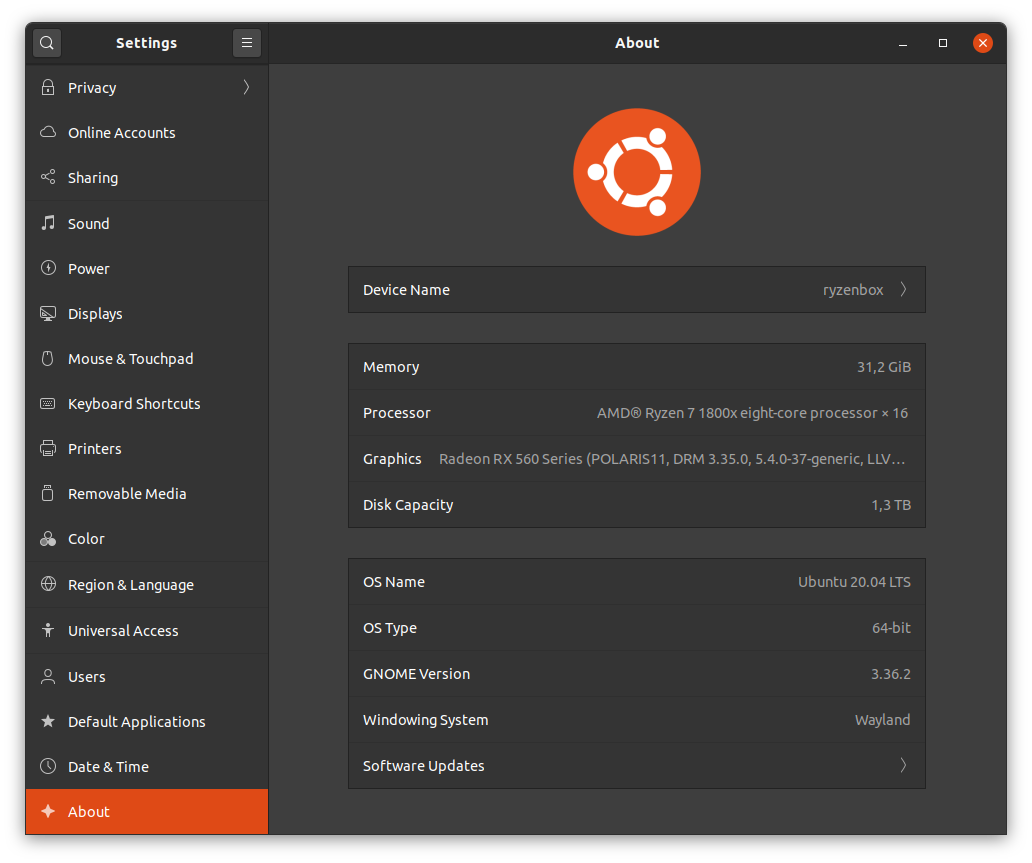 Settings
About
Privacy
Online Accounts
Sharing
Sound
Power
Displays
Mouse & Touchpad
Keyboard Shortcuts
Printers
Removable Media
Color
Region & Language
Universal Access
Users
Default Applications
Date & Time
About
Device Name ryzenbox
Memory 31,2 GiB
Processor AMD® Ryzen 7 1800x eight-core processor × 16
Graphics Radeon RX 560 Series (POLARIS11, DRM 3.35.0, 5.4.0-37-generic, LLV…
Disk Capacity 1,3 TB
OS Name Ubuntu 20.04 LTS
OS Type 64-bit
GNOME Version 3.36.2
Windowing System Wayland
Software Updates